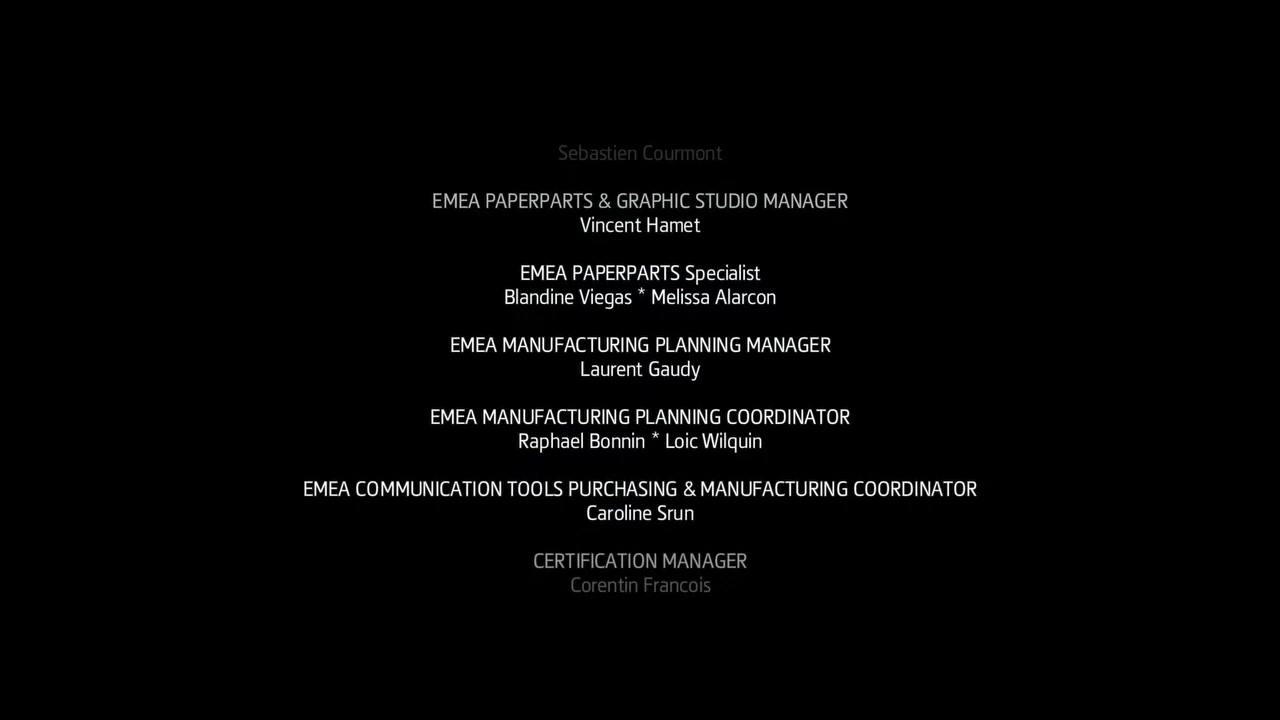 Sebastien Courmont
EMEA PAPERPARTS & GRAPHIC STUDIO MANAGER
Vincent Hamet
EMEA PAPERPARTS Specialist
Blandine Viegas * Melissa Alarcon
EMEA MANUFACTURING PLANNING MANAGER
Laurent Gaudy
EMEA MANUFACTURING PLANNING COORDINATOR
Raphael Bonnin * Loic Wilquin
EMEA COMMUNICATION TOOLS PURCHASING & MANUFACTURING COORDINATOR
Caroline Srun
CERTIFICATION MANAGER
Corentin Francois